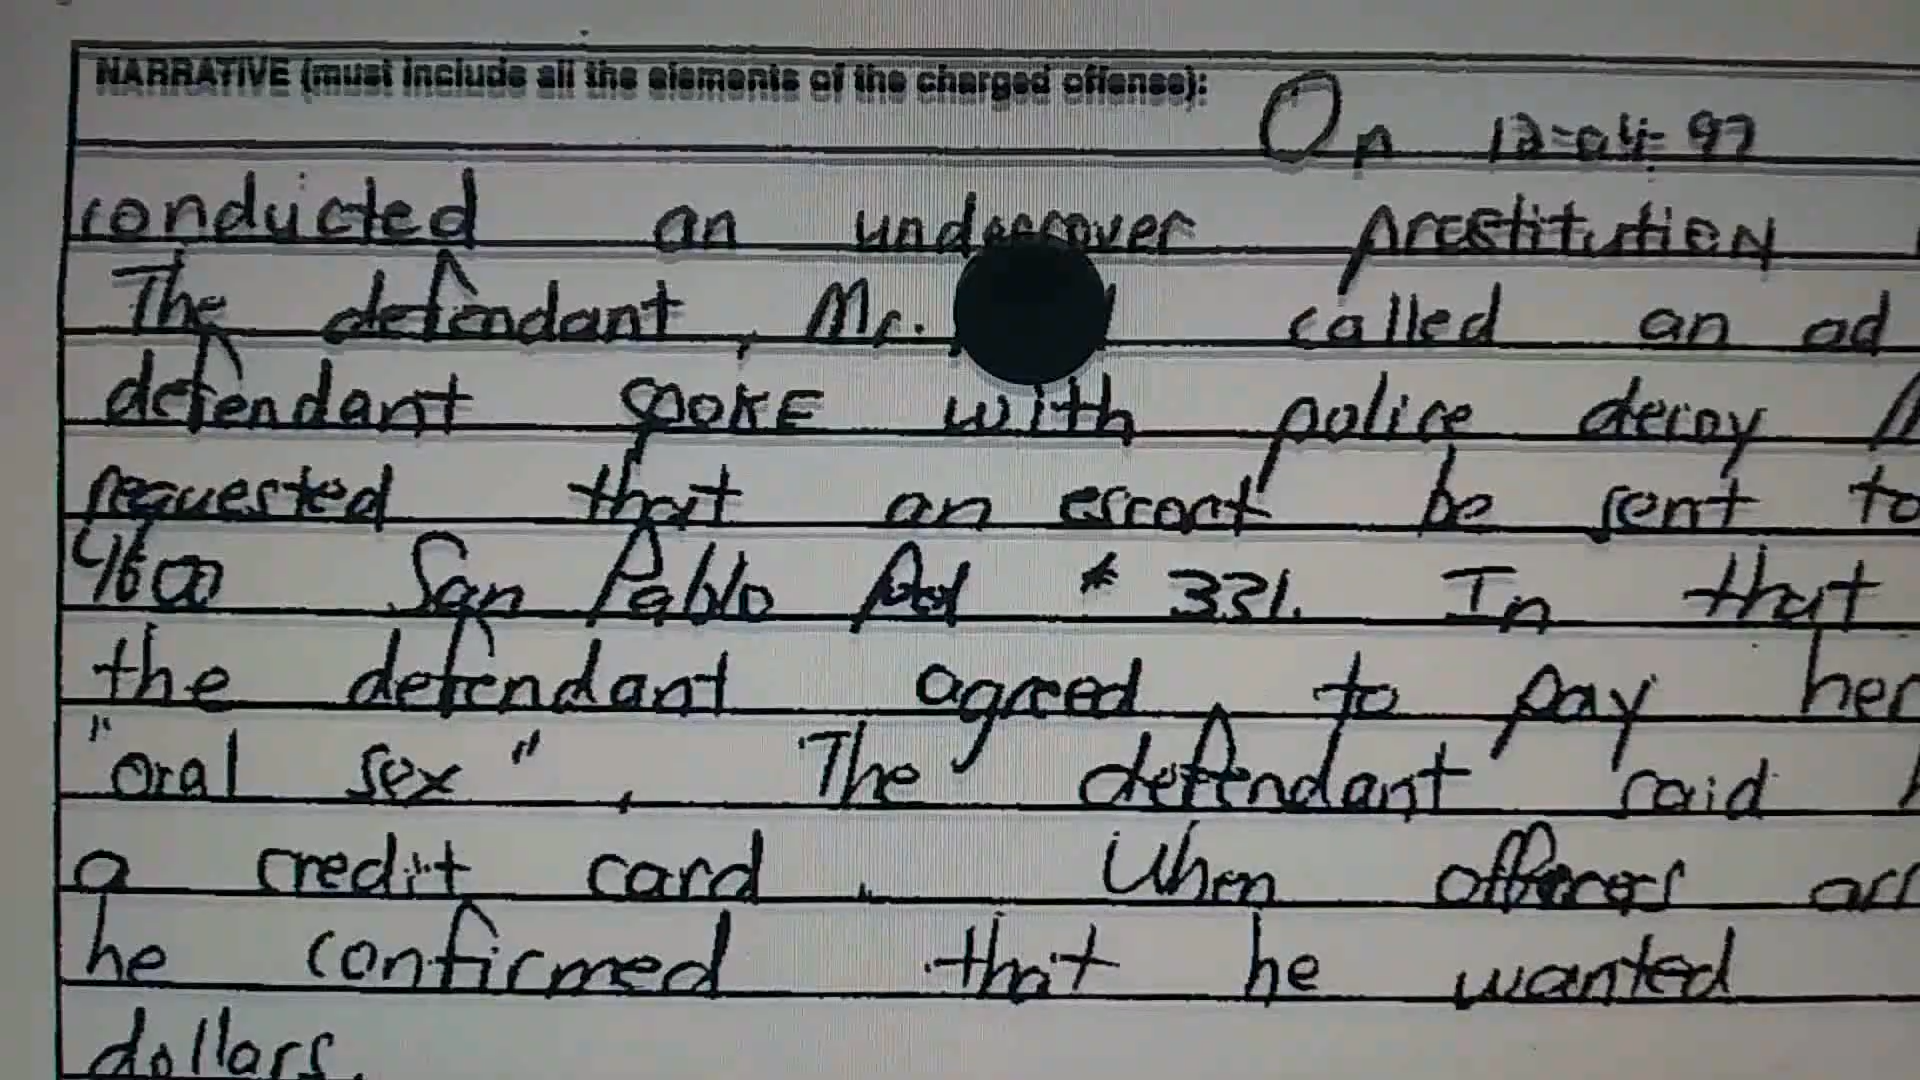 NARRATIVE (must include all the elements of the charged offense): On 12-04-97
conducted an undercover prostitution
The defendant, Mr. called an ad
defendant spoke with police decoy
requested that an escort be sent to
4600 San Pablo Rd # 331. In that
the defendant agreed to pay her
"oral sex". The defendant said
a credit card. When officers
he confirmed that he wanted
dollars.